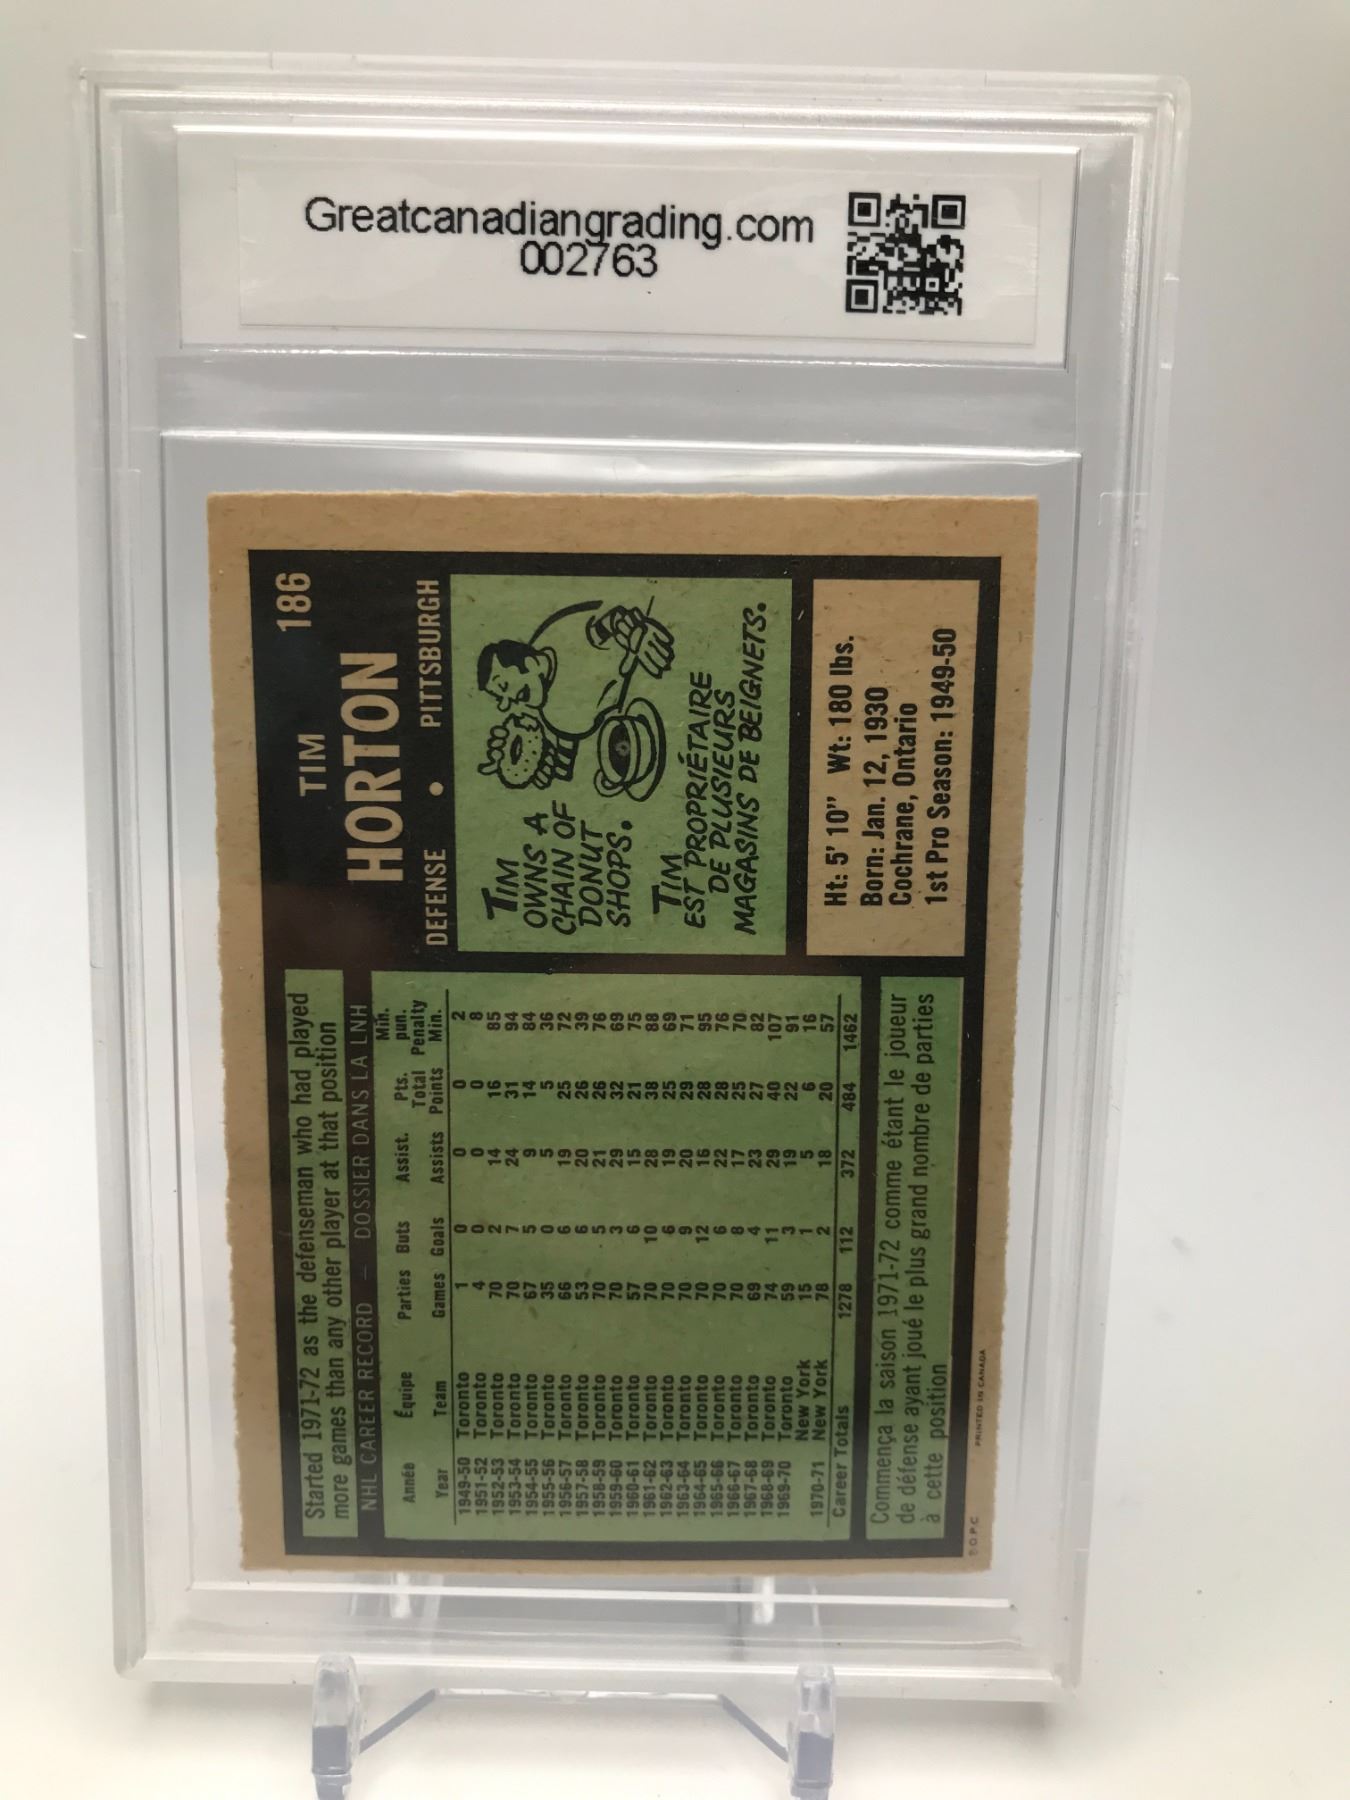 Greatcanadiangrading.com
002763
186
TIM
HORTON
DEFENSE • PITTSBURGH
Started 1971-72 as the defenseman who had played
more games than any other player at that position
NHL CAREER RECORD — DOSSIER DANS LA LNH
Année Équipe Parties Buts Assist. Pts. Min. pun.
Year Team Games Goals Assists Total Points Penalty Min.
1949-50 Toronto 1 0 0 0 2
1951-52 Toronto 4 0 0 0 8
1952-53 Toronto 70 2 14 16 85
1953-54 Toronto 70 7 24 31 94
1954-55 Toronto 67 5 9 14 84
1955-56 Toronto 35 0 5 5 36
1956-57 Toronto 66 6 19 25 72
1957-58 Toronto 53 6 20 26 39
1958-59 Toronto 70 5 21 26 76
1959-60 Toronto 70 3 29 32 69
1960-61 Toronto 57 6 15 21 75
1961-62 Toronto 70 10 28 38 88
1962-63 Toronto 70 6 19 25 69
1963-64 Toronto 70 9 20 29 71
1964-65 Toronto 70 12 16 28 95
1965-66 Toronto 70 6 22 28 76
1966-67 Toronto 70 8 17 25 70
1967-68 Toronto 69 4 23 27 82
1968-69 Toronto 74 11 29 40 107
1969-70 Toronto 59 3 19 22 91
New York 15 1 5 6 16
1970-71 New York 78 2 18 20 57
Career Totals 1278 112 372 484 1462
Commença la saison 1971-72 comme étant le joueur
de défense ayant joué le plus grand nombre de parties
à cette position
TIM
OWNS A
CHAIN OF
DONUT
SHOPS.
TIM
EST PROPRIÉTAIRE
DE PLUSIEURS
MAGASINS DE BEIGNETS.
Ht: 5' 10" Wt: 180 lbs.
Born: Jan. 12, 1930
Cochrane, Ontario
1st Pro Season: 1949-50
© O.P.C. PRINTED IN CANADA